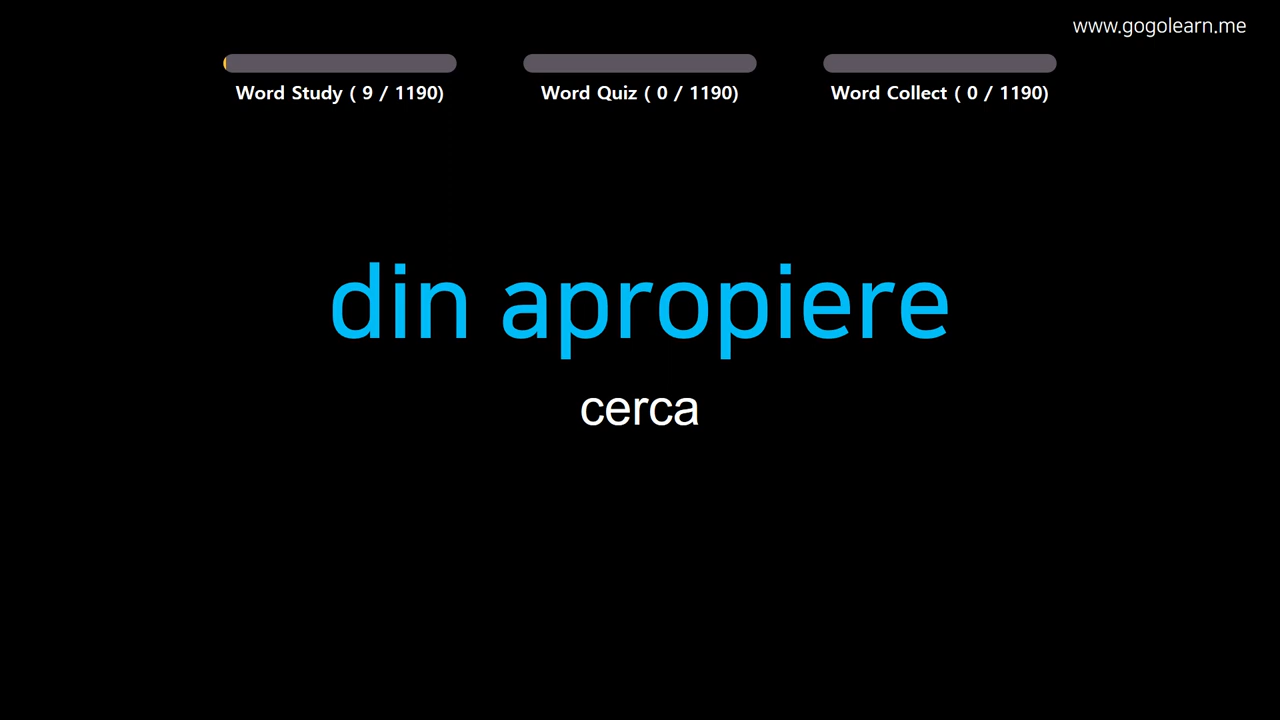 www.gogolearn.me
Word Study ( 9 / 1190)
Word Quiz ( 0 / 1190)
Word Collect ( 0 / 1190)
din apropiere
cerca